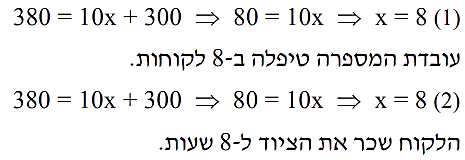 380 = 10x + 300 ⇒ 80 = 10x ⇒ x = 8 (1)
עובדת המספרה טיפלה ב-8 לקוחות.
380 = 10x + 300 ⇒ 80 = 10x ⇒ x = 8 (2)
הלקוח שכר את הציוד ל-8 שעות.